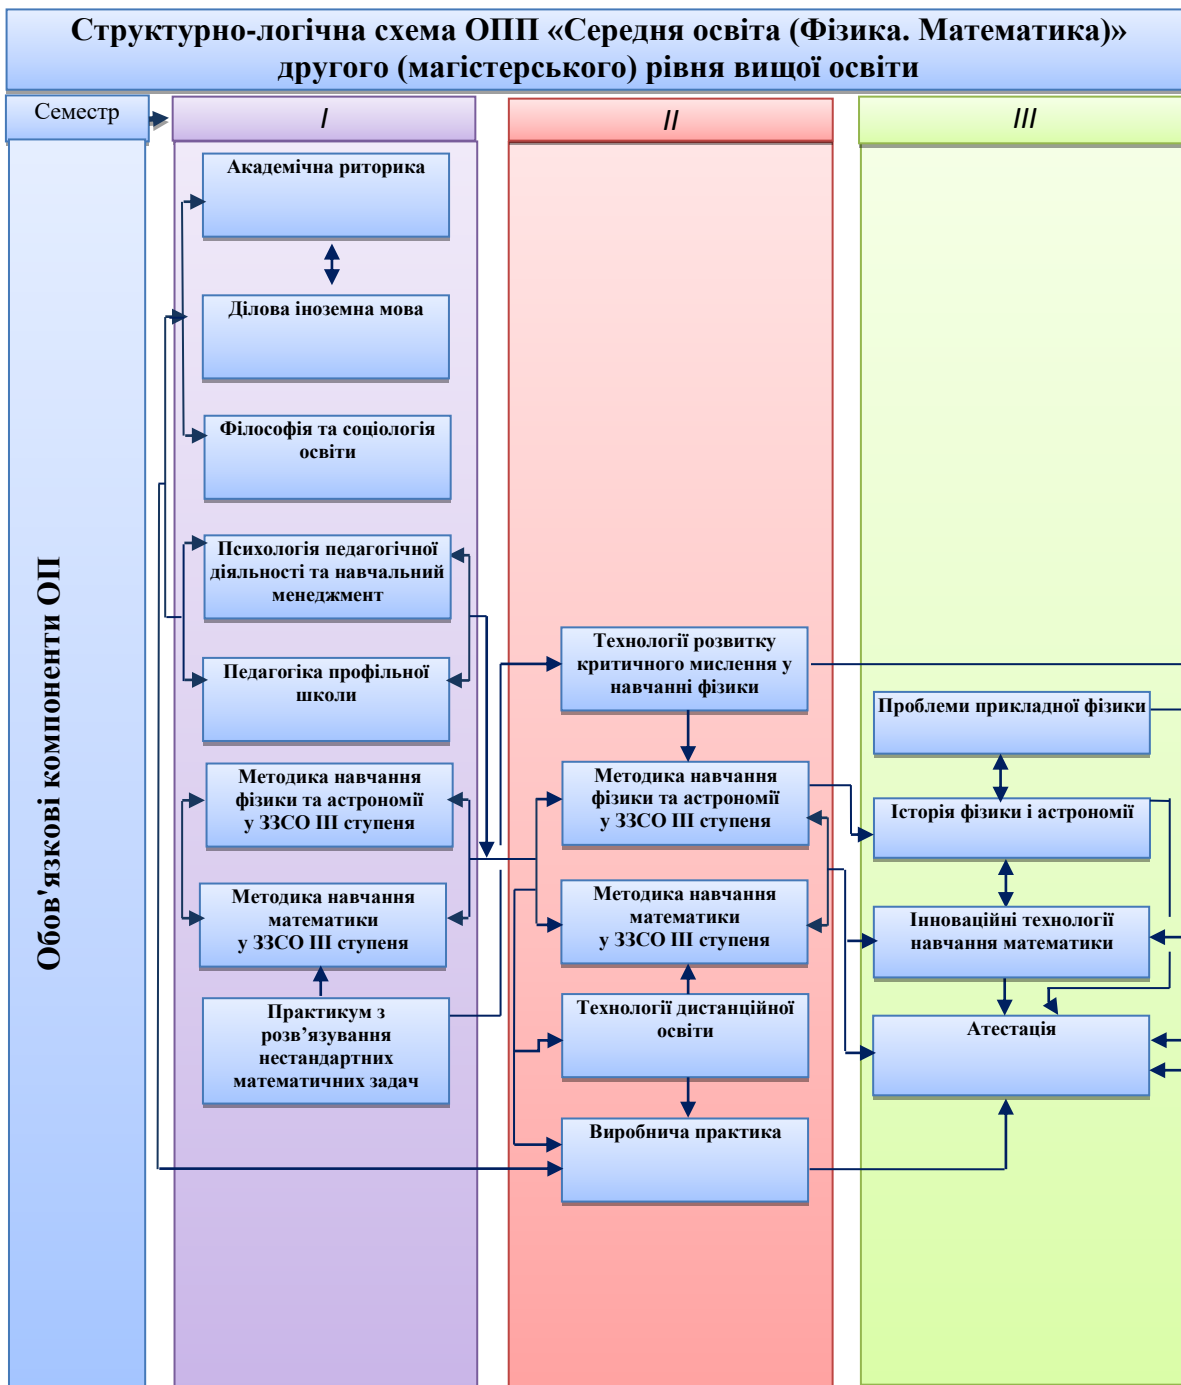 Структурно-логічна схема ОПП «Середня освіта (Фізика. Математика)»
другого (магістерського) рівня вищої освіти
Семестр
I
II
III
Обов'язкові компоненти ОП
Академічна риторика
Ділова іноземна мова
Філософія та соціологія
освіти
Психологія педагогічної
діяльності та навчальний
менеджмент
Педагогіка профільної
школи
Методика навчання
фізики та астрономії
у ЗЗСО ІІІ ступеня
Методика навчання
математики
у ЗЗСО ІІІ ступеня
Практикум з
розв’язування
нестандартних
математичних задач
Технології розвитку
критичного мислення у
навчанні фізики
Методика навчання
фізики та астрономії
у ЗЗСО ІІІ ступеня
Методика навчання
математики
у ЗЗСО ІІІ ступеня
Технології дистанційної
освіти
Виробнича практика
Проблеми прикладної фізики
Історія фізики і астрономії
Інноваційні технології
навчання математики
Атестація